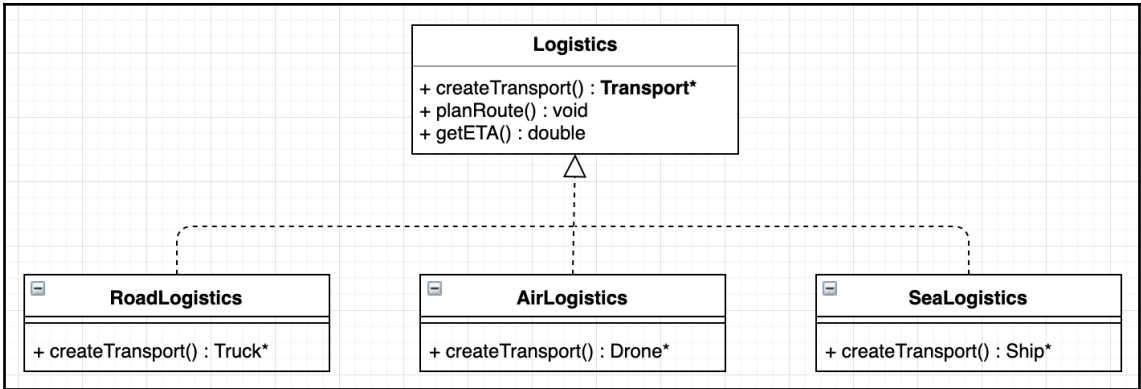 Logistics
+ createTransport() : Transport*
+ planRoute() : void
+ getETA() : double
RoadLogistics
+ createTransport() : Truck*
AirLogistics
+ createTransport() : Drone*
SeaLogistics
+ createTransport() : Ship*